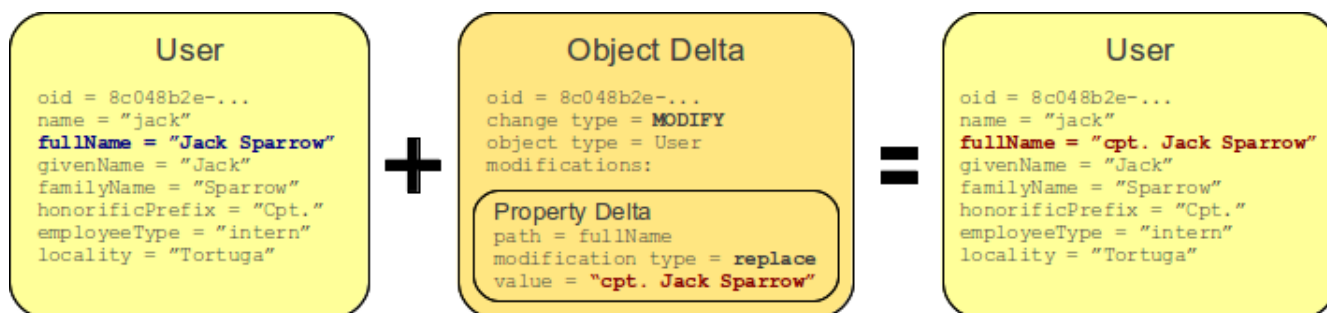 User
oid = 8c048b2e-...
name = "jack"
fullName = "Jack Sparrow"
givenName = "Jack"
familyName = "Sparrow"
honorificPrefix = "Cpt."
employeeType = "intern"
locality = "Tortuga"
+
Object Delta
oid = 8c048b2e-...
change type = MODIFY
object type = User
modifications:
Property Delta
path = fullName
modification type = replace
value = "cpt. Jack Sparrow"
=
User
oid = 8c048b2e-...
name = "jack"
fullName = "cpt. Jack Sparrow"
givenName = "Jack"
familyName = "Sparrow"
honorificPrefix = "Cpt."
employeeType = "intern"
locality = "Tortuga"